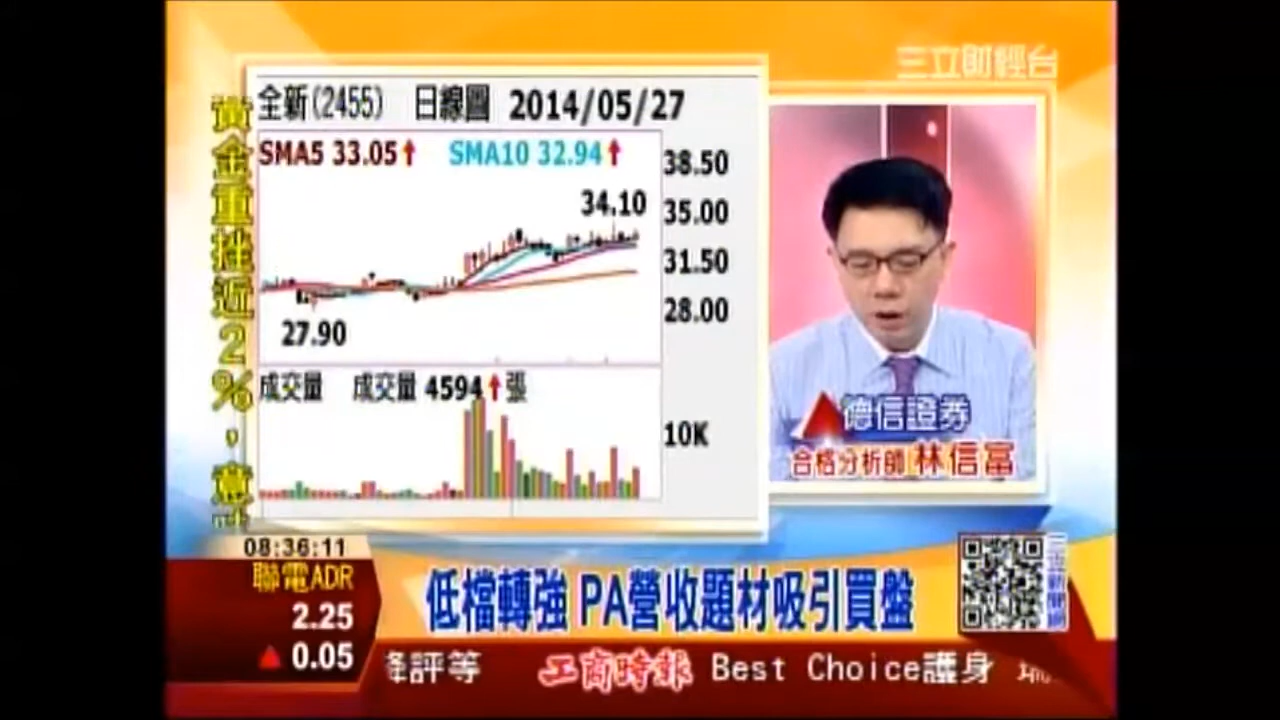 三立財經台
全新(2455) 日線圖 2014/05/27
SMA5 33.05↑ SMA10 32.94↑
38.50
34.10
35.00
31.50
28.00
27.90
成交量 成交量 4594↑張
10K
黃金重挫近2%，意
德信證券
合格分析師 林信富
08:36:11
聯電ADR
2.25
▲ 0.05
低檔轉強 PA營收題材吸引買盤
評等 工商時報 Best Choice護身